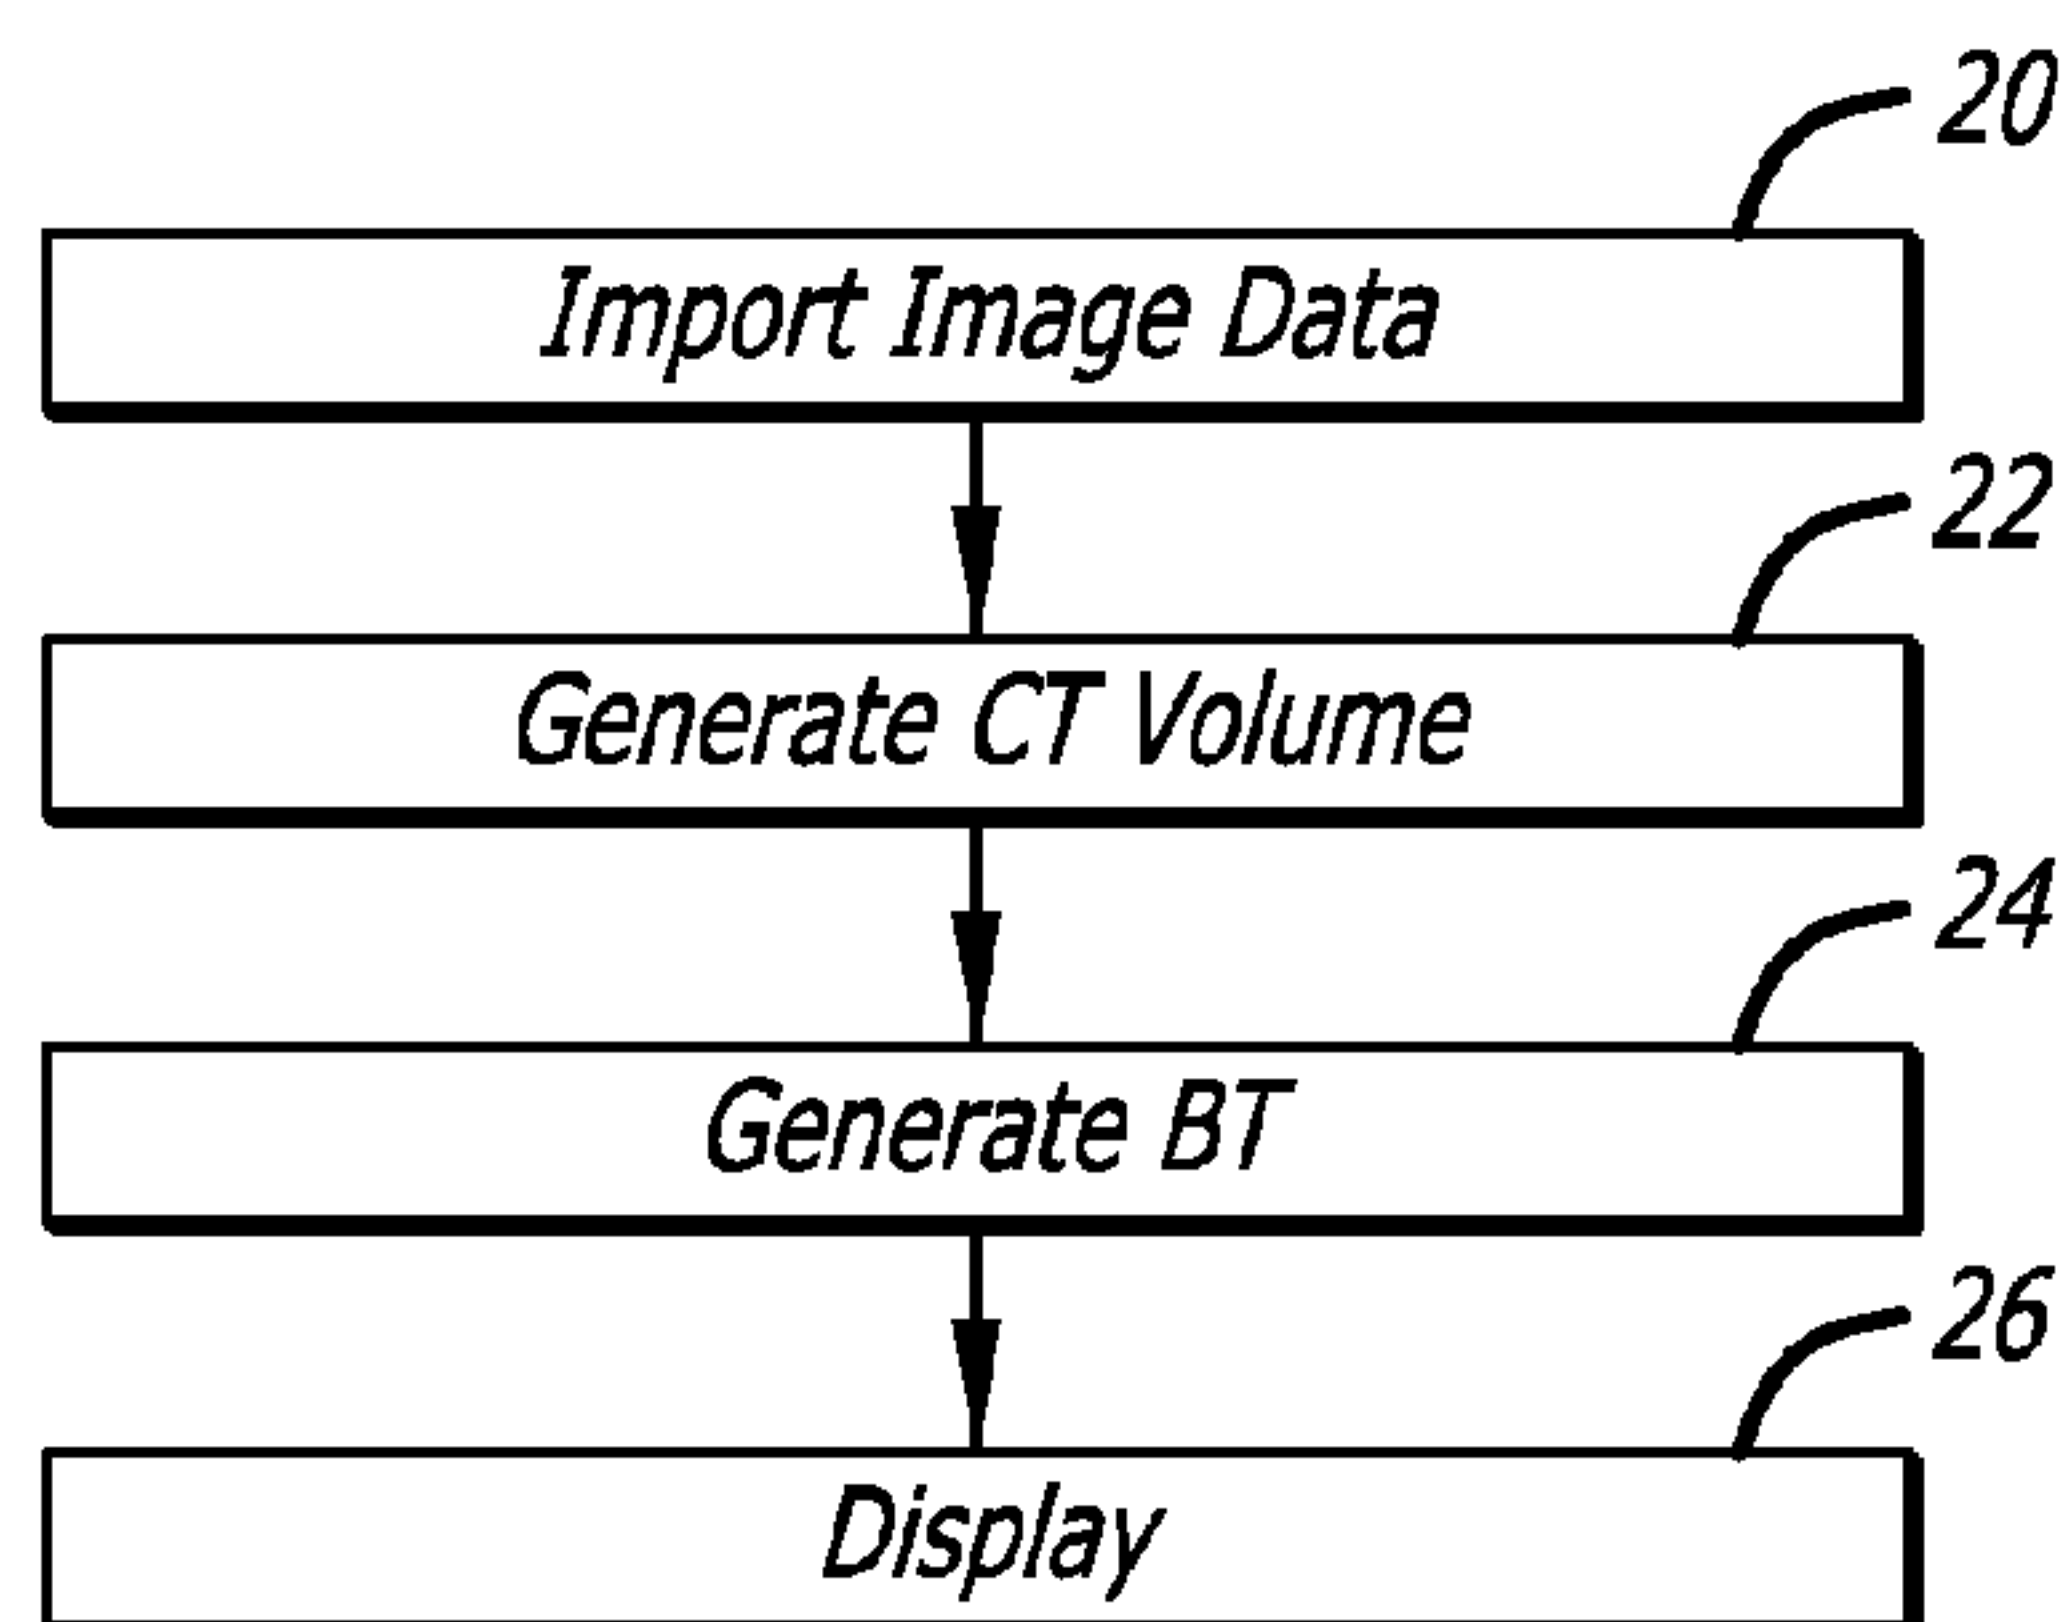 20
Import Image Data
22
Generate CT Volume
24
Generate BT
26
Display